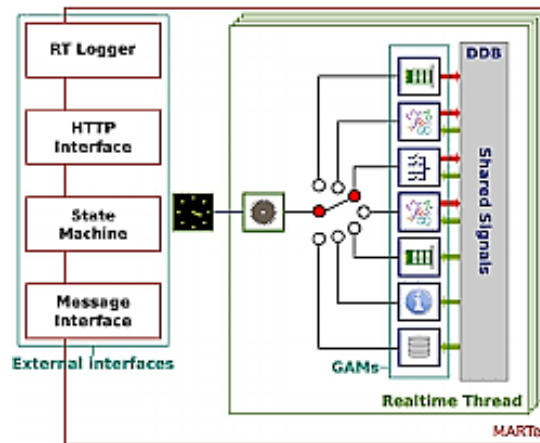 RT Logger
HTTP
Interface
State
Machine
Message
Interface
External Interfaces
DDB
Shared Signals
GAMs
Realtime Thread
MARTe